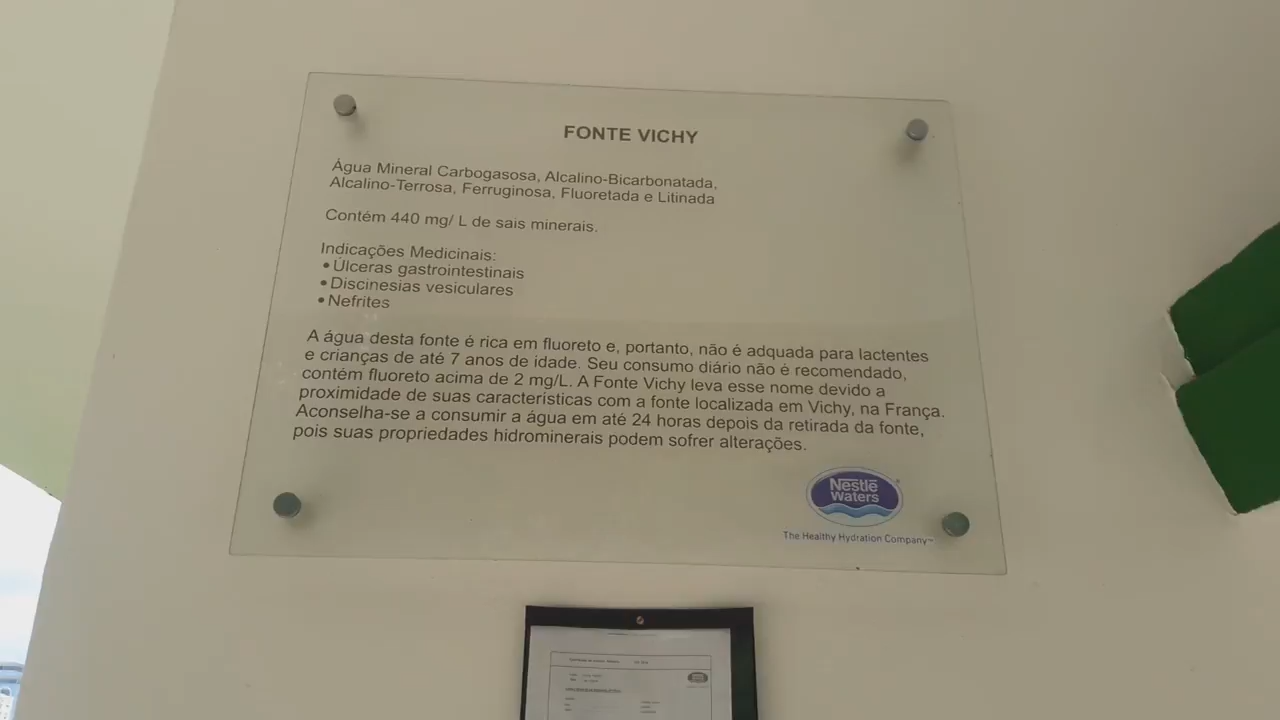 FONTE VICHY
Água Mineral Carbogasosa, Alcalino-Bicarbonatada,
Alcalino-Terrosa, Ferruginosa, Fluoretada e Litinada
Contém 440 mg/ L de sais minerais.
Indicações Medicinais:
•Úlceras gastrointestinais
•Discinesias vesiculares
•Nefrites
A água desta fonte é rica em fluoreto e, portanto, não é adquada para lactentes
e crianças de até 7 anos de idade. Seu consumo diário não é recomendado,
contém fluoreto acima de 2 mg/L. A Fonte Vichy leva esse nome devido a
proximidade de suas características com a fonte localizada em Vichy, na França.
Aconselha-se a consumir a água em até 24 horas depois da retirada da fonte,
pois suas propriedades hidrominerais podem sofrer alterações.
Nestlē
Waters
The Healthy Hydration Company™